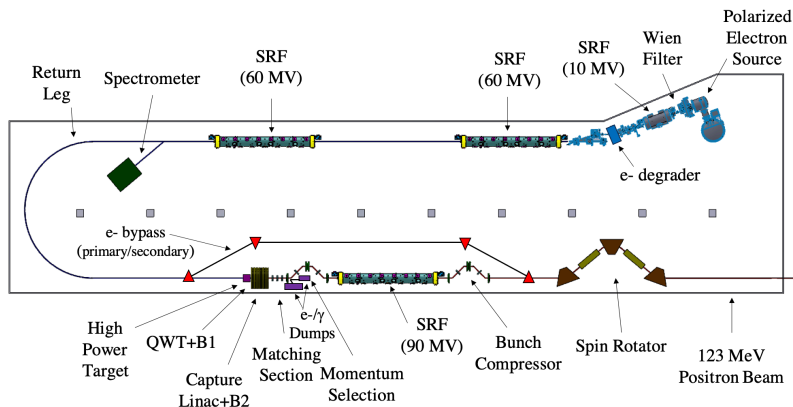 Polarized
Electron
Source
Wien
Filter
SRF
(10 MV)
SRF
(60 MV)
SRF
(60 MV)
Spectrometer
Return
Leg
e- degrader
e- bypass
(primary/secondary)
High
Power
Target
QWT+B1
Capture
Linac+B2
e-/γ
Dumps
Matching
Section
Momentum
Selection
SRF
(90 MV)
Bunch
Compressor
Spin Rotator
123 MeV
Positron Beam